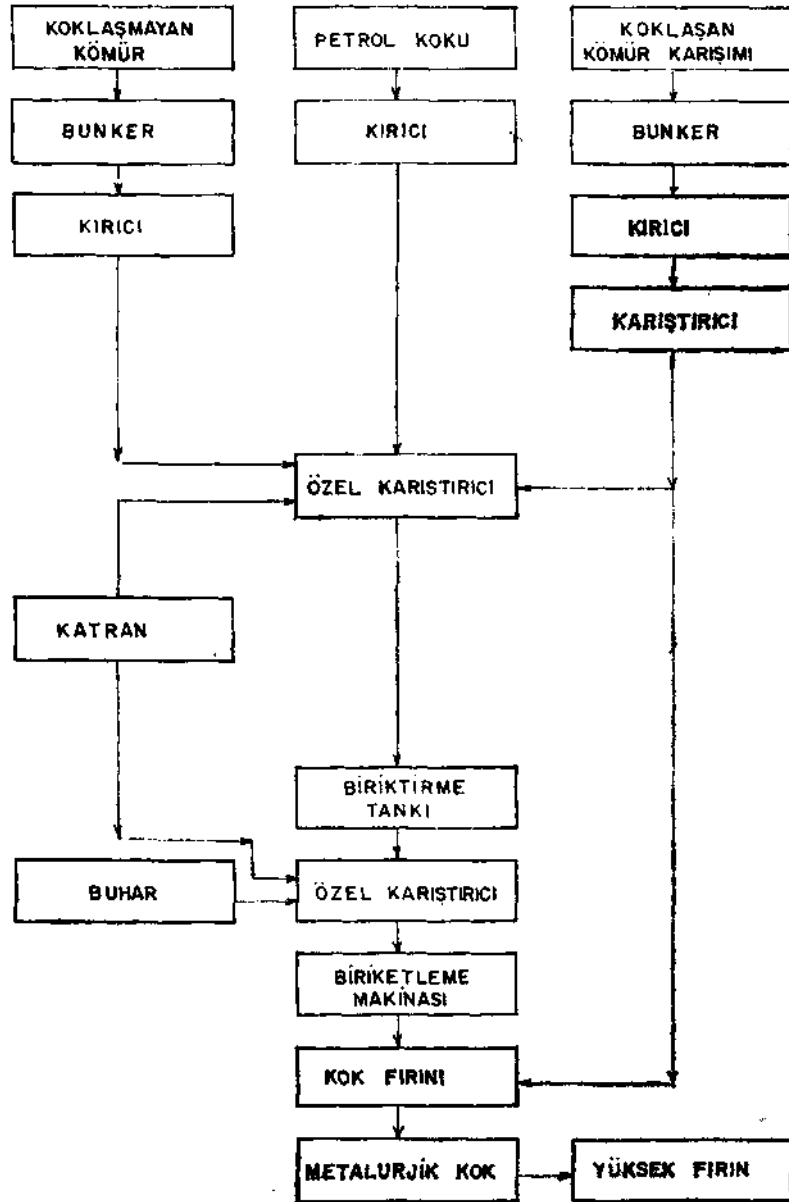 KOKLAŞMAYAN
KÖMÜR
PETROL KOKU
KOKLAŞAN
KÖMÜR KARIŞIMI
BUNKER
KIRICI
BUNKER
KIRICI
KIRICI
KARIŞTIRICI
ÖZEL KARISTIRICI
KATRAN
BİRİKTİRME
TANKI
BUHAR
ÖZEL KARIŞTIRICI
BİRİKETLEME
MAKİNASI
KOK FIRINI
METALURJİK KOK
YÜKSEK FIRIN